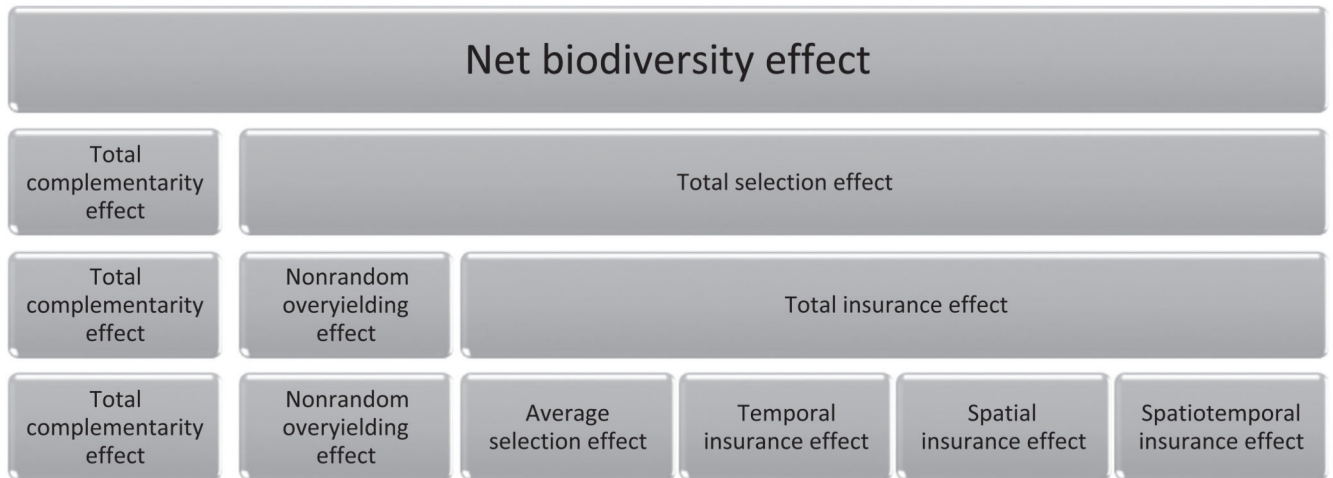 Net biodiversity effect
Total
complementarity
effect
Total selection effect
Total
complementarity
effect
Nonrandom
overyielding
effect
Total insurance effect
Total
complementarity
effect
Nonrandom
overyielding
effect
Average
selection effect
Temporal
insurance effect
Spatial
insurance effect
Spatiotemporal
insurance effect